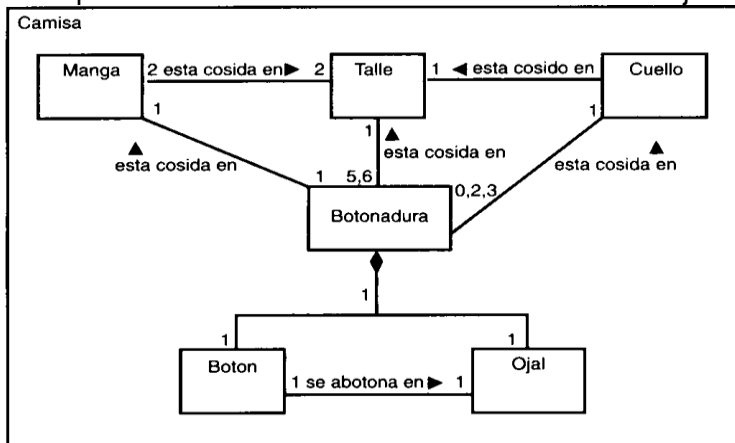 Camisa
Manga
2 esta cosida en 2
Talle
1 esta cosido en
Cuello
1
1
1
esta cosida en
esta cosida en
esta cosida en
1
5,6
0,2,3
Botonadura
1
1
1
Boton
1 se abotona en 1
Ojal